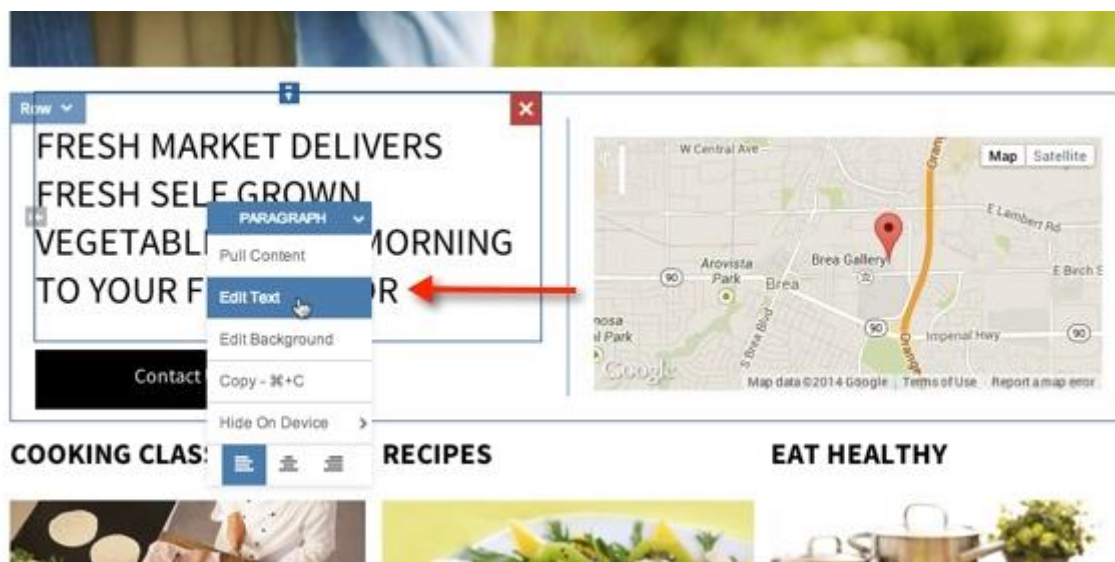 Row
FRESH MARKET DELIVERS
FRESH SELF GROWN
VEGETABL MORNING
TO YOUR F OR
PARAGRAPH
Pull Content
Edit Text
Edit Background
Copy - ⌘+C
Hide On Device
Contact
W Central Ave
Map Satellite
E Lambert Rd
Orang
Brea Gallery
Arovista
Park
90
Brea
E Birch S
nosa
l Park
S Brea Blvd
90
Imperial Hwy
90
Orange
Google
Map data ©2014 Google Terms of Use Report a map error
COOKING CLAS
RECIPES
EAT HEALTHY